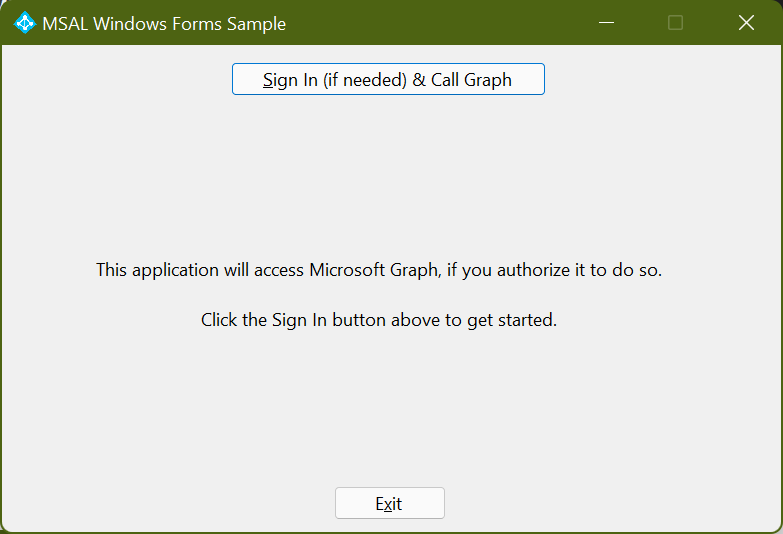 MSAL Windows Forms Sample
Sign In (if needed) & Call Graph
This application will access Microsoft Graph, if you authorize it to do so.
Click the Sign In button above to get started.
Exit